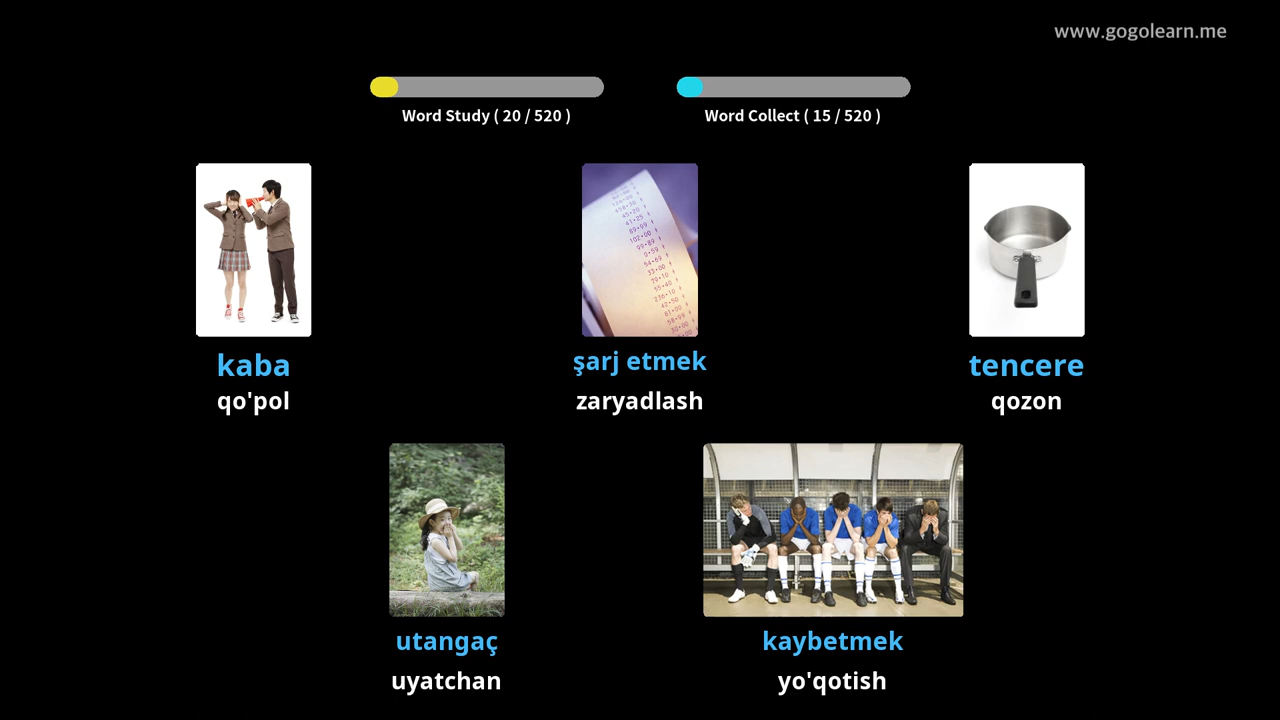 www.gogolearn.me
Word Study ( 20 / 520 )
Word Collect ( 15 / 520 )
kaba
şarj etmek
tencere
qo'pol
zaryadlash
qozon
utangaç
kaybetmek
uyatchan
yo'qotish